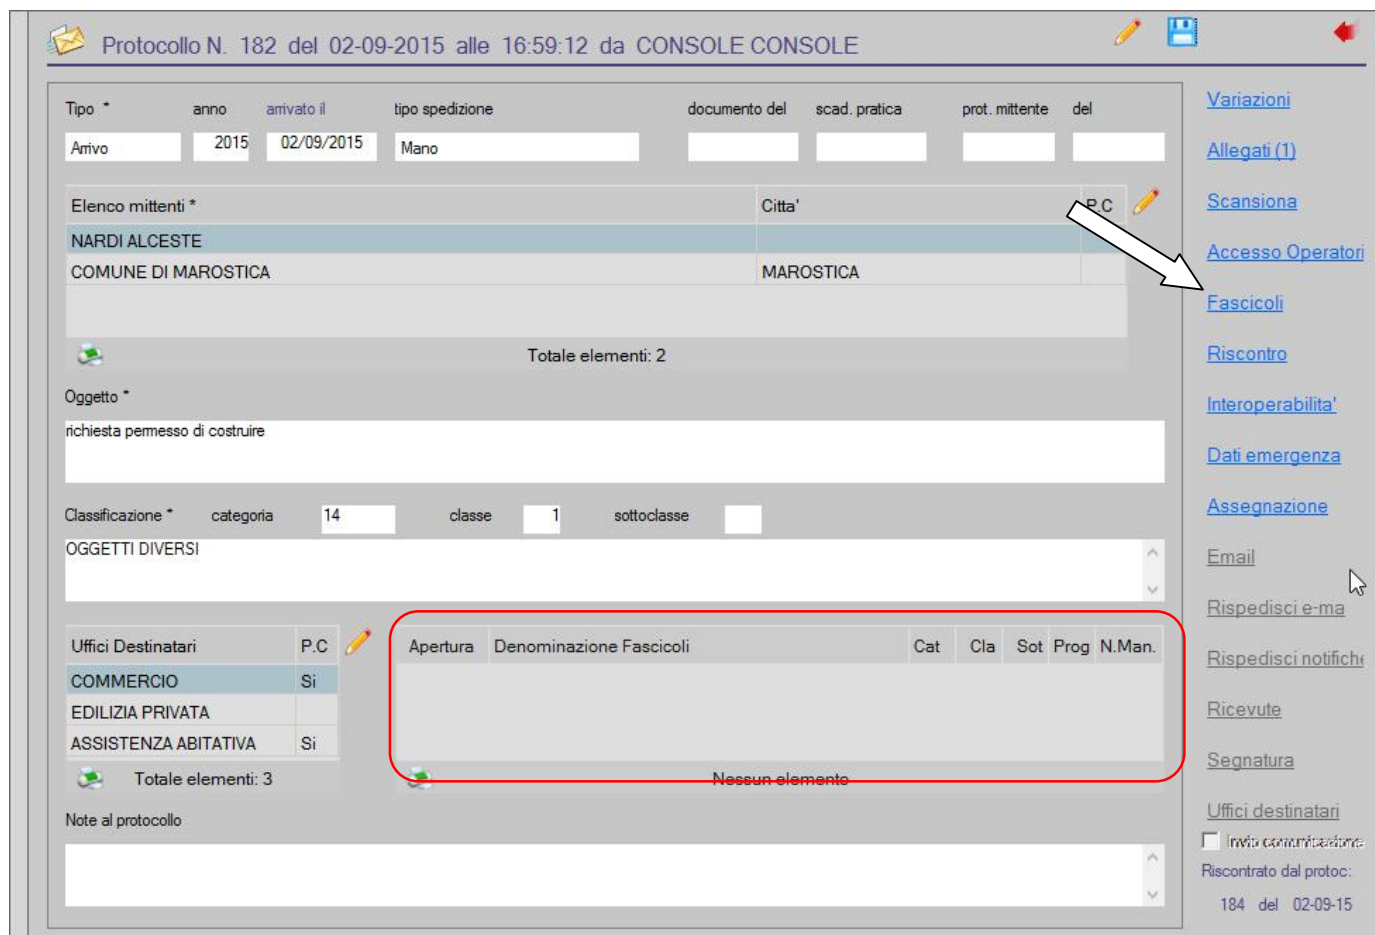 Protocollo N. 182 del 02-09-2015 alle 16:59:12 da CONSOLE CONSOLE
Tipo * anno arrivato il tipo spedizione documento del scad. pratica prot. mittente del
Arrivo 2015 02/09/2015 Mano
Elenco mittenti * Citta' P.C
NARDI ALCESTE
COMUNE DI MAROSTICA MAROSTICA
Totale elementi: 2
Oggetto *
richiesta permesso di costruire
Classificazione * categoria 14 classe 1 sottoclasse
OGGETTI DIVERSI
Uffici Destinatari P.C
COMMERCIO Si
EDILIZIA PRIVATA
ASSISTENZA ABITATIVA Si
Totale elementi: 3
Apertura Denominazione Fascicoli Cat Cla Sot Prog N.Man.
Nessun elemento
Note al protocollo
Variazioni
Allegati (1)
Scansiona
Accesso Operatori
Fascicoli
Riscontro
Interoperabilita'
Dati emergenza
Assegnazione
Email
Rispedisci e-ma
Rispedisci notifiche
Ricevute
Segnatura
Uffici destinatari
Invio comunicazione
Riscontrato dal protoc:
184 del 02-09-15